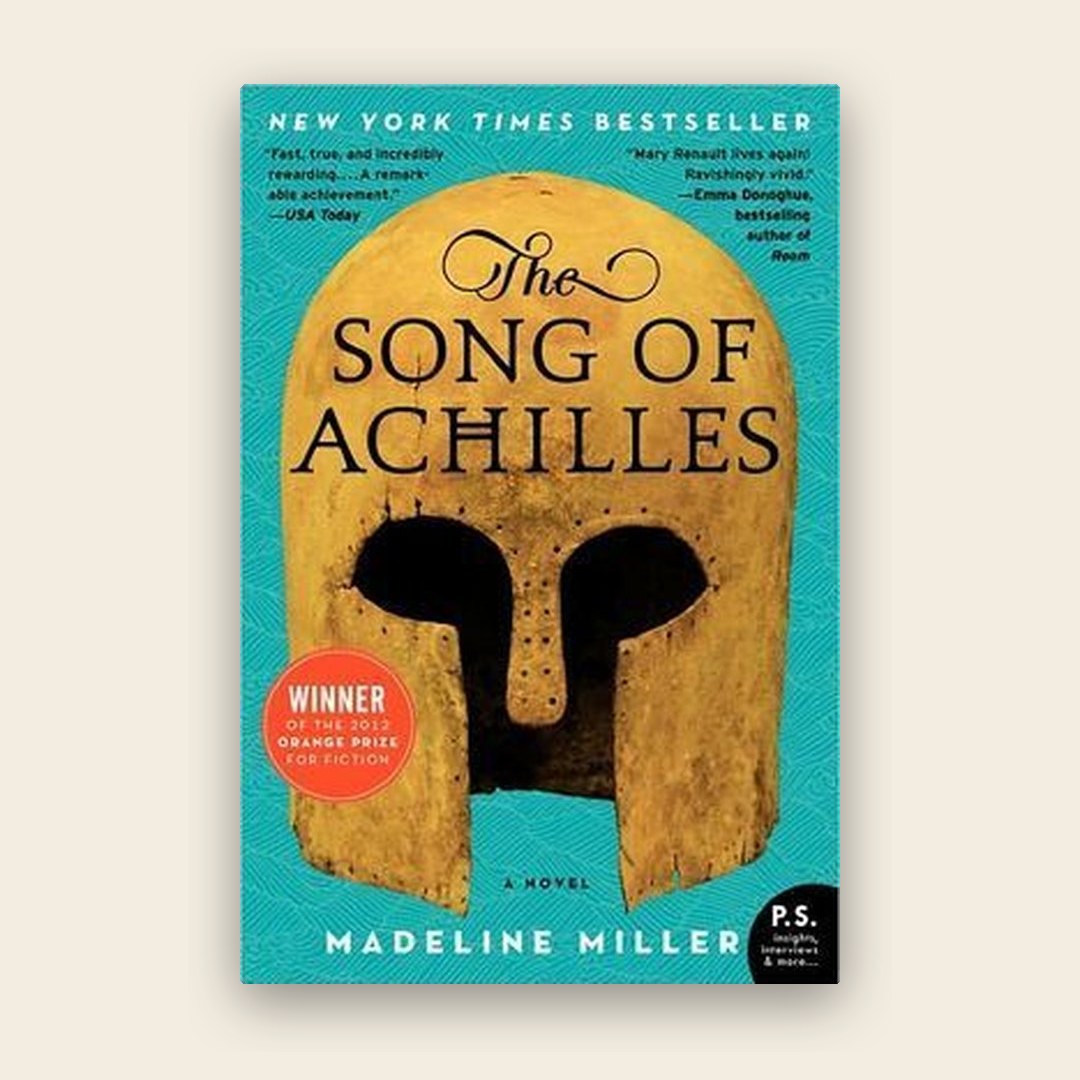 NEW YORK TIMES BESTSELLER
"Fast, true, and incredibly
rewarding.... A remark-
able achievement."
—USA Today
"Mary Renault lives again!
Ravishingly vivid."
—Emma Donoghue,
bestselling
author of
Room
The
SONG OF
ACHILLES
WINNER
OF THE 2012
ORANGE PRIZE
FOR FICTION
A NOVEL
MADELINE MILLER
P.S.
insights,
interviews
& more...